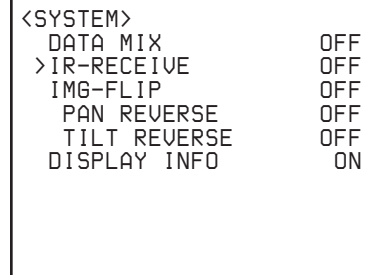 <SYSTEM>
DATA MIX OFF
>IR-RECEIVE OFF
IMG-FLIP OFF
PAN REVERSE OFF
TILT REVERSE OFF
DISPLAY INFO ON